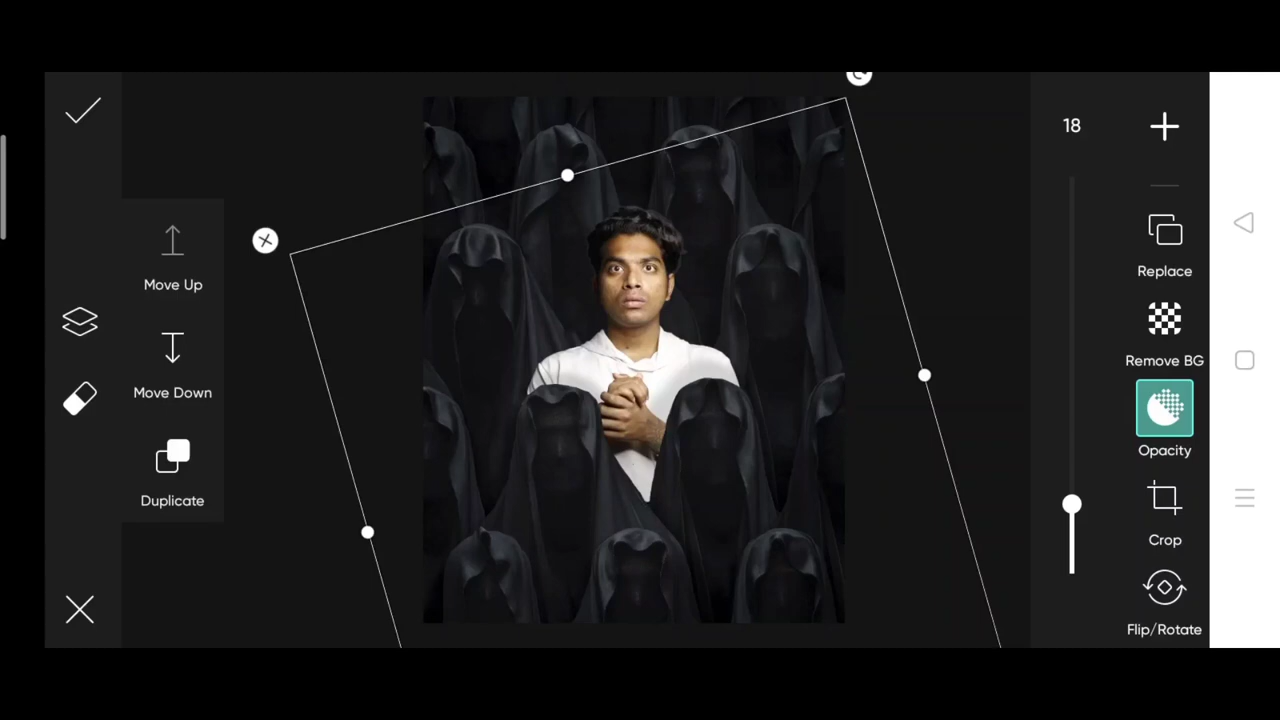 18
Move Up
Replace
Remove BG
Move Down
Opacity
Duplicate
Crop
Flip/Rotate